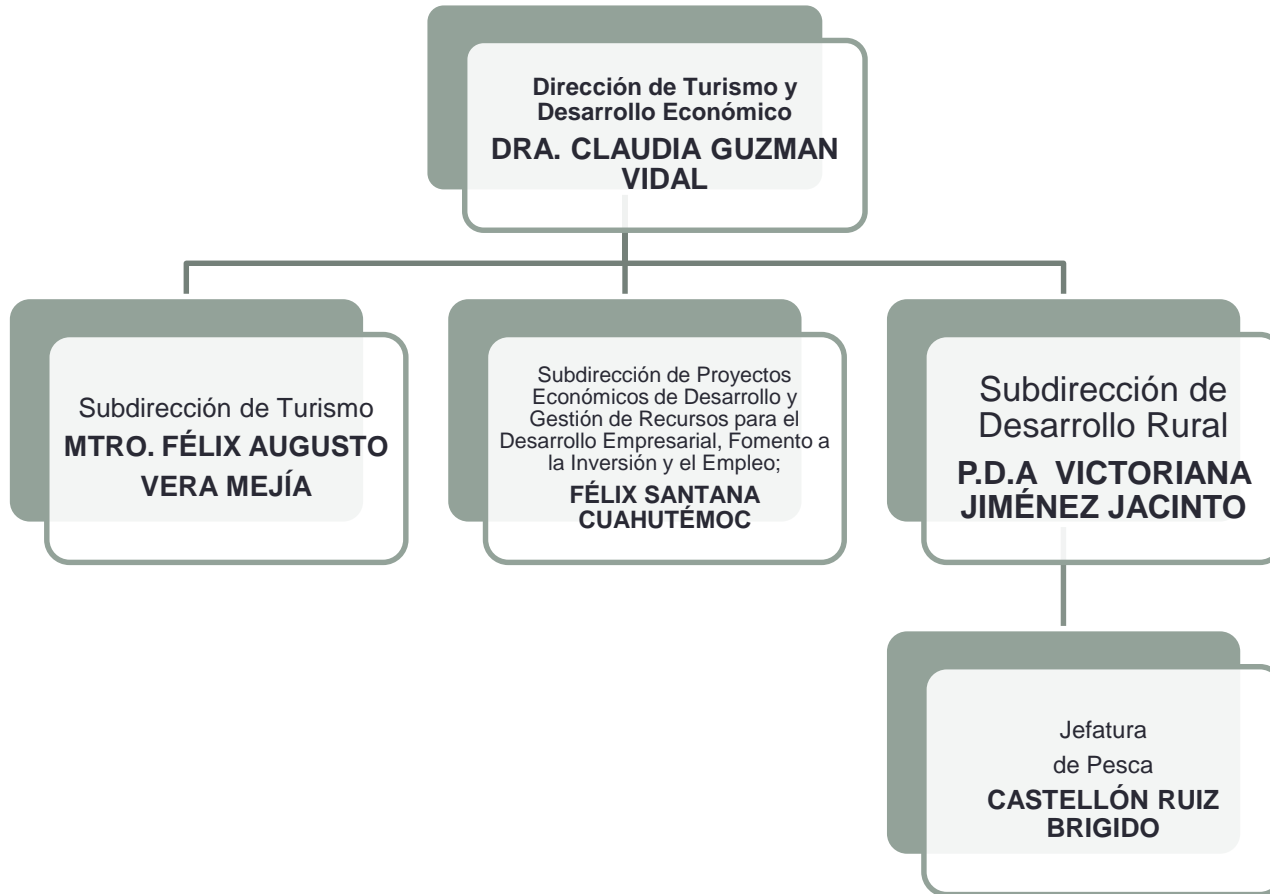 Dirección de Turismo y
Desarrollo Económico
DRA. CLAUDIA GUZMAN
VIDAL
Subdirección de Turismo
MTRO. FÉLIX AUGUSTO
VERA MEJÍA
Subdirección de Proyectos
Económicos de Desarrollo y
Gestión de Recursos para el
Desarrollo Empresarial, Fomento a
la Inversión y el Empleo;
FÉLIX SANTANA
CUAHUTÉMOC
Subdirección de
Desarrollo Rural
P.D.A VICTORIANA
JIMÉNEZ JACINTO
Jefatura
de Pesca
CASTELLÓN RUIZ
BRIGIDO